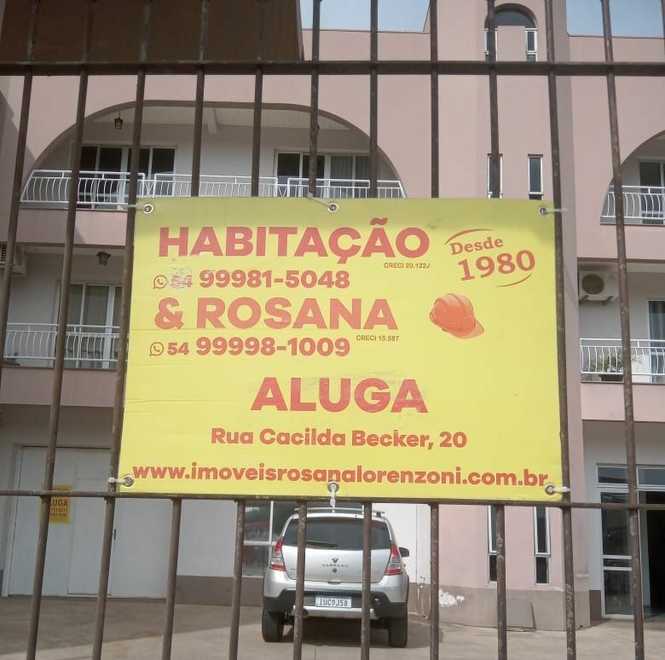 HABITAÇÃO
CRECI 20.122J
Desde
1980
54 99981-5048
& ROSANA
CRECI 15.587
54 99998-1009
ALUGA
Rua Cacilda Becker, 20
www.imoveisrosanalorenzoni.com.br